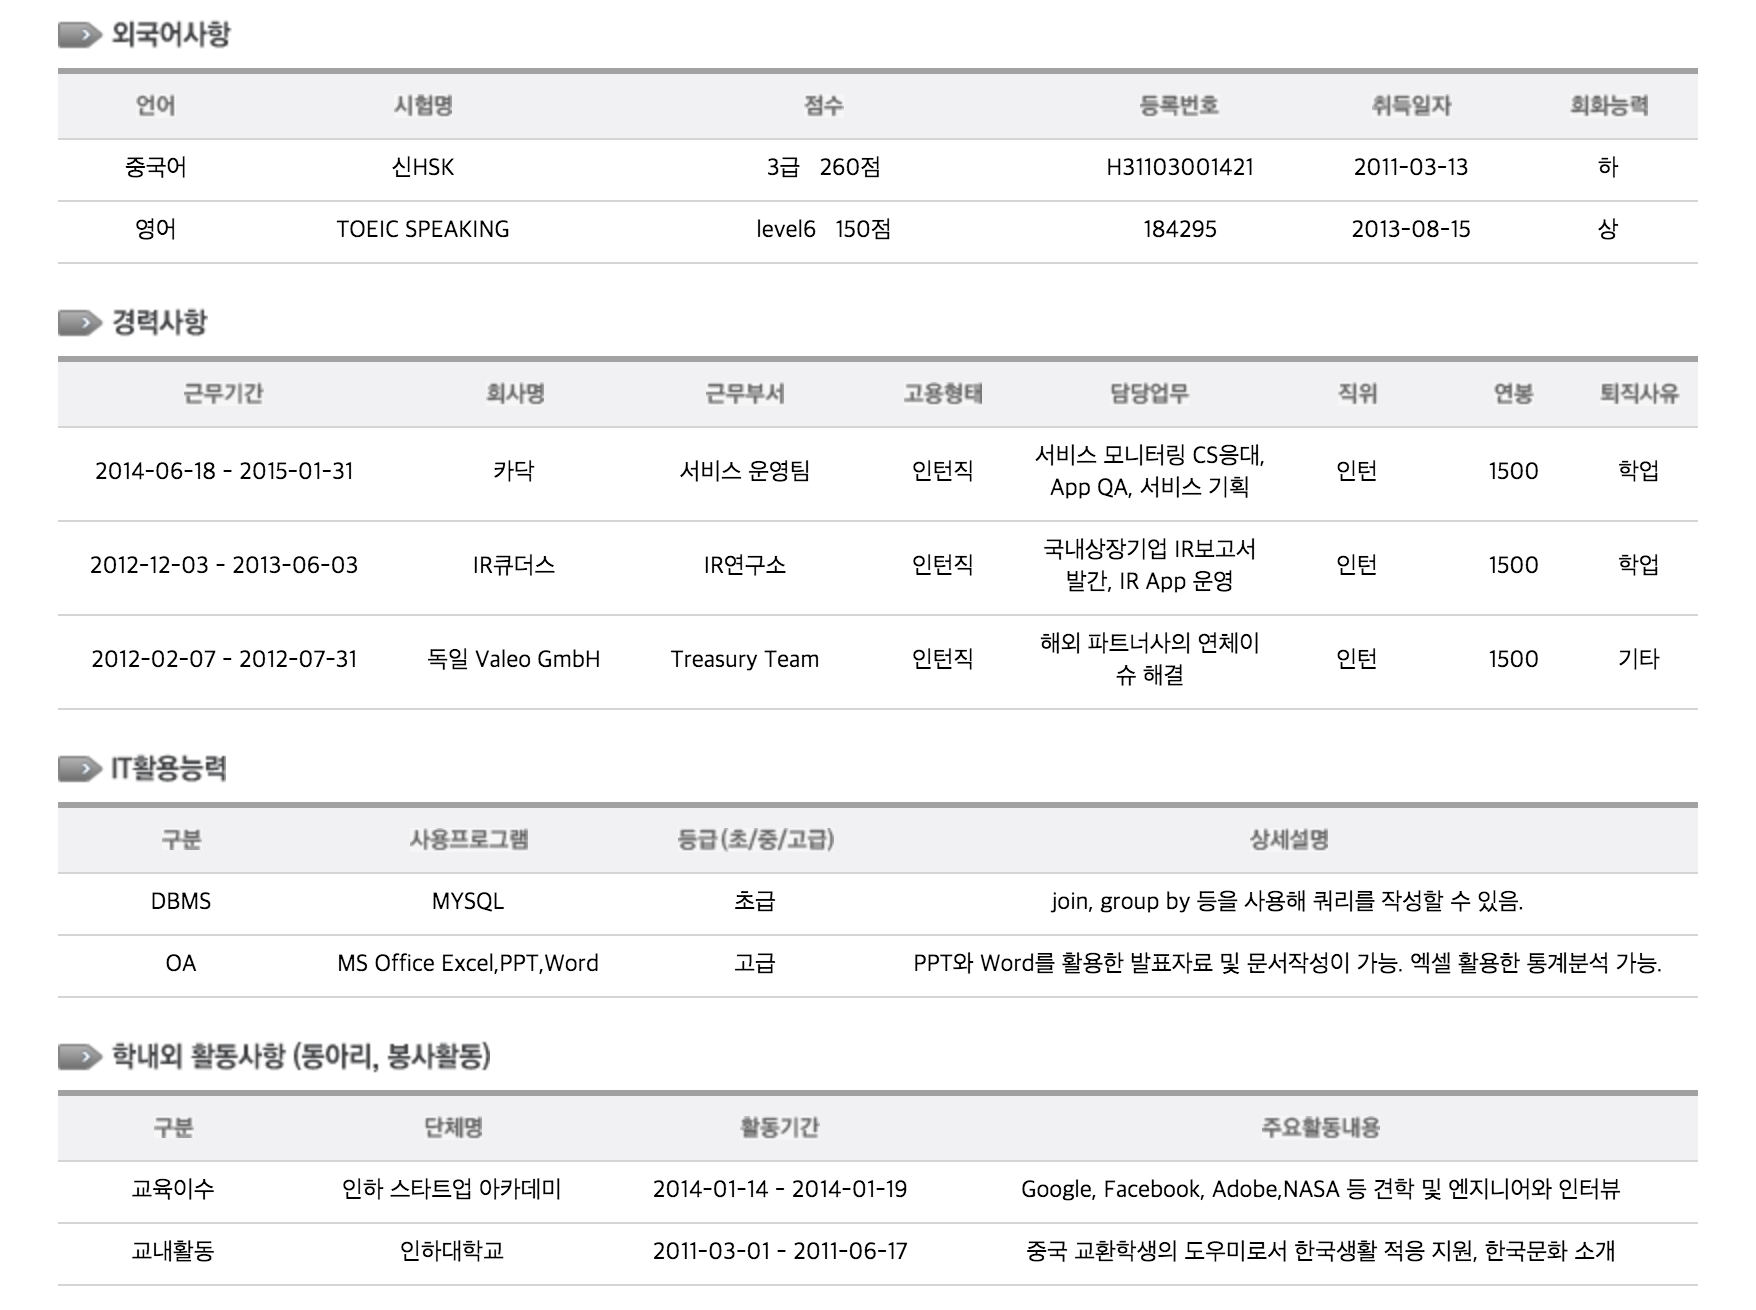 외국어사항
언어 시험명 점수 등록번호 취득일자 회화능력
중국어 신HSK 3급 260점 H31103001421 2011-03-13 하
영어 TOEIC SPEAKING level6 150점 184295 2013-08-15 상
경력사항
근무기간 회사명 근무부서 고용형태 담당업무 직위 연봉 퇴직사유
2014-06-18 - 2015-01-31 카닥 서비스 운영팀 인턴직 서비스 모니터링 CS응대, 인턴 1500 학업
App QA, 서비스 기획
2012-12-03 - 2013-06-03 IR큐더스 IR연구소 인턴직 국내상장기업 IR보고서 인턴 1500 학업
발간, IR App 운영
2012-02-07 - 2012-07-31 독일 Valeo GmbH Treasury Team 인턴직 해외 파트너사의 연체이 인턴 1500 기타
슈 해결
IT활용능력
구분 사용프로그램 등급(초/중/고급) 상세설명
DBMS MYSQL 초급 join, group by 등을 사용해 쿼리를 작성할 수 있음.
OA MS Office Excel,PPT,Word 고급 PPT와 Word를 활용한 발표자료 및 문서작성이 가능. 엑셀 활용한 통계분석 가능.
학내외 활동사항 (동아리, 봉사활동)
구분 단체명 활동기간 주요활동내용
교육이수 인하 스타트업 아카데미 2014-01-14 - 2014-01-19 Google, Facebook, Adobe,NASA 등 견학 및 엔지니어와 인터뷰
교내활동 인하대학교 2011-03-01 - 2011-06-17 중국 교환학생의 도우미로서 한국생활 적응 지원, 한국문화 소개